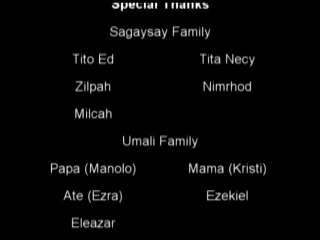 Special Thanks
Sagaysay Family
Tito Ed Tita Necy
Zilpah Nimrhod
Milcah
Umali Family
Papa (Manolo) Mama (Kristi)
Ate (Ezra) Ezekiel
Eleazar